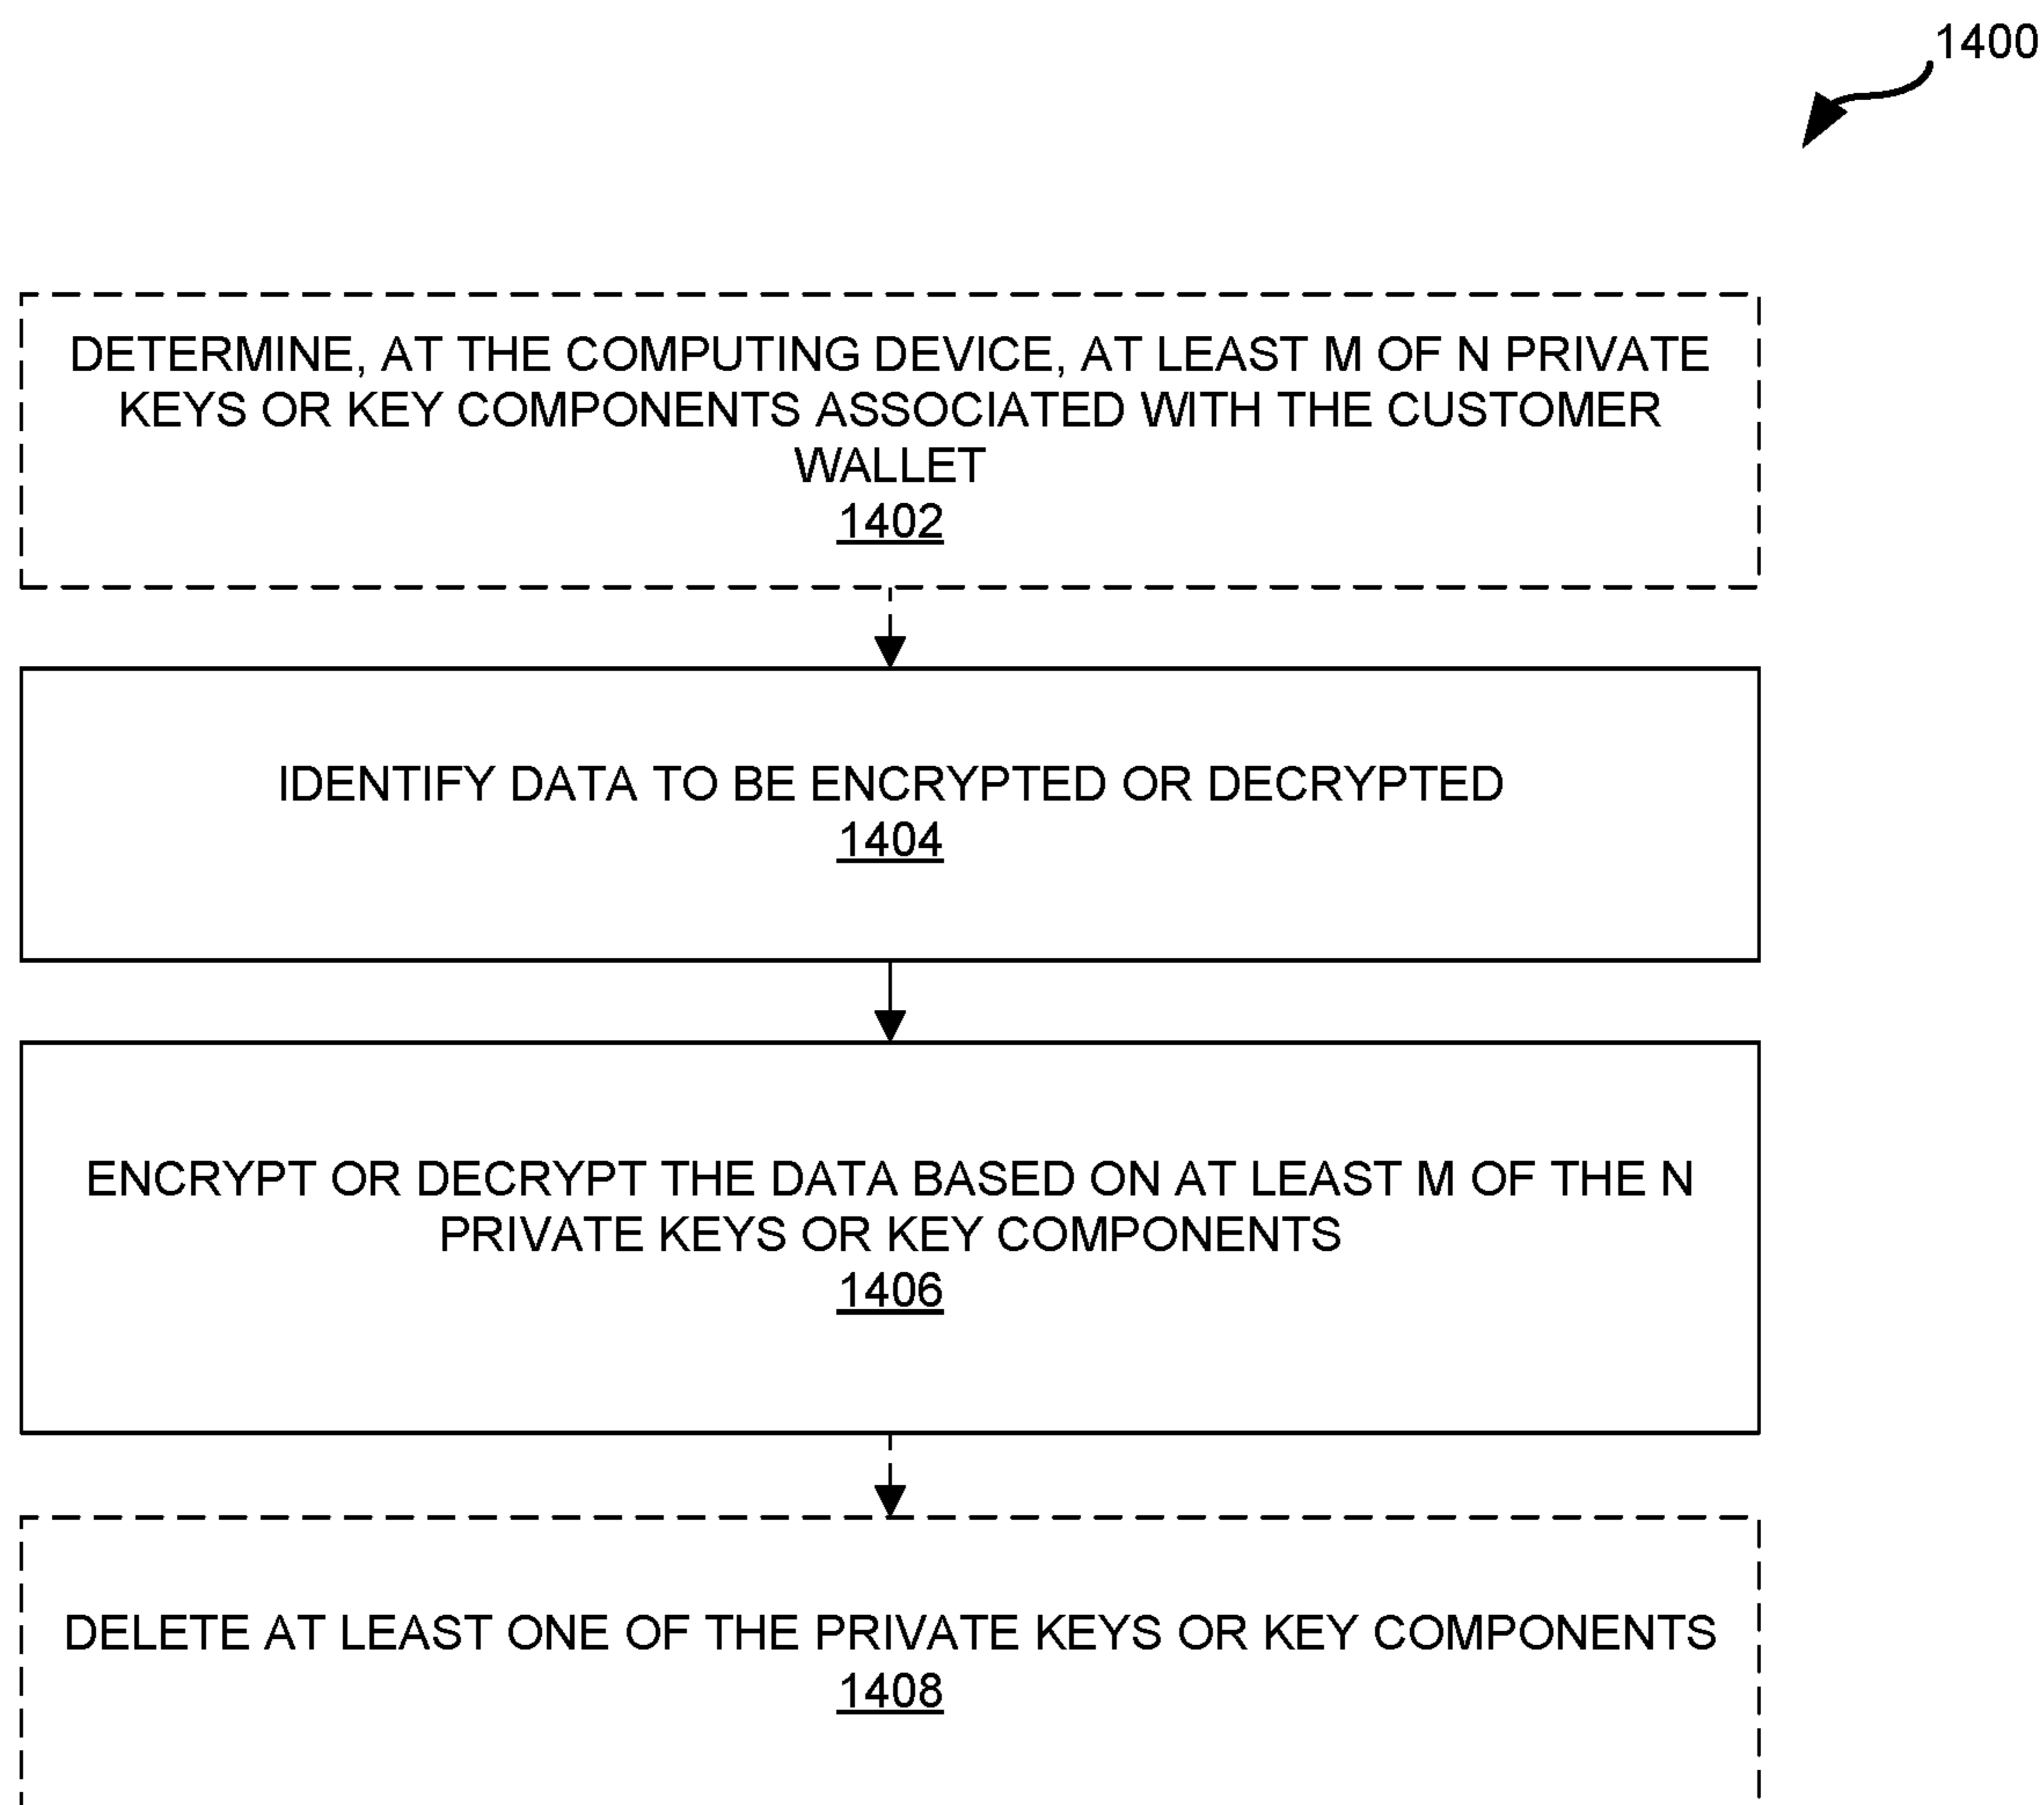 1400
DETERMINE, AT THE COMPUTING DEVICE, AT LEAST M OF N PRIVATE
KEYS OR KEY COMPONENTS ASSOCIATED WITH THE CUSTOMER
WALLET
1402
IDENTIFY DATA TO BE ENCRYPTED OR DECRYPTED
1404
ENCRYPT OR DECRYPT THE DATA BASED ON AT LEAST M OF THE N
PRIVATE KEYS OR KEY COMPONENTS
1406
DELETE AT LEAST ONE OF THE PRIVATE KEYS OR KEY COMPONENTS
1408